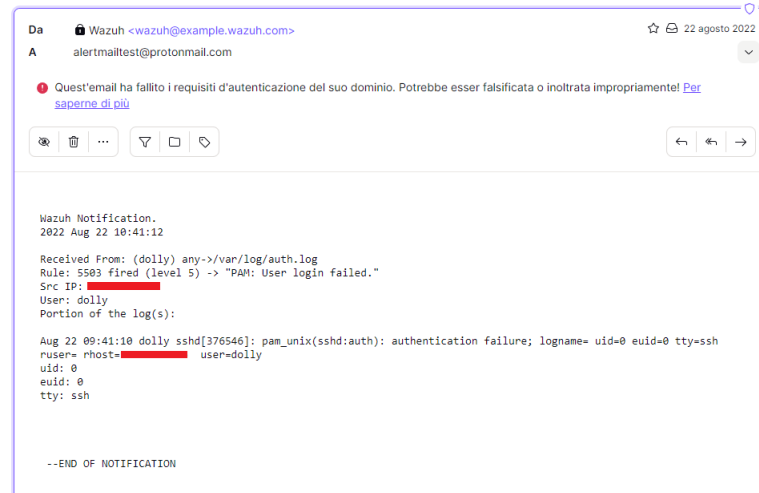 Da Wazuh <wazuh@example.wazuh.com> 22 agosto 2022
A alertmailtest@protonmail.com
Quest'email ha fallito i requisiti d'autenticazione del suo dominio. Potrebbe esser falsificata o inoltrata impropriamente! Per
saperne di più
Wazuh Notification.
2022 Aug 22 10:41:12
Received From: (dolly) any->/var/log/auth.log
Rule: 5503 fired (level 5) -> "PAM: User login failed."
Src IP:
User: dolly
Portion of the log(s):
Aug 22 09:41:10 dolly sshd[376546]: pam_unix(sshd:auth): authentication failure; logname= uid=0 euid=0 tty=ssh
ruser= rhost= user=dolly
uid: 0
euid: 0
tty: ssh
--END OF NOTIFICATION